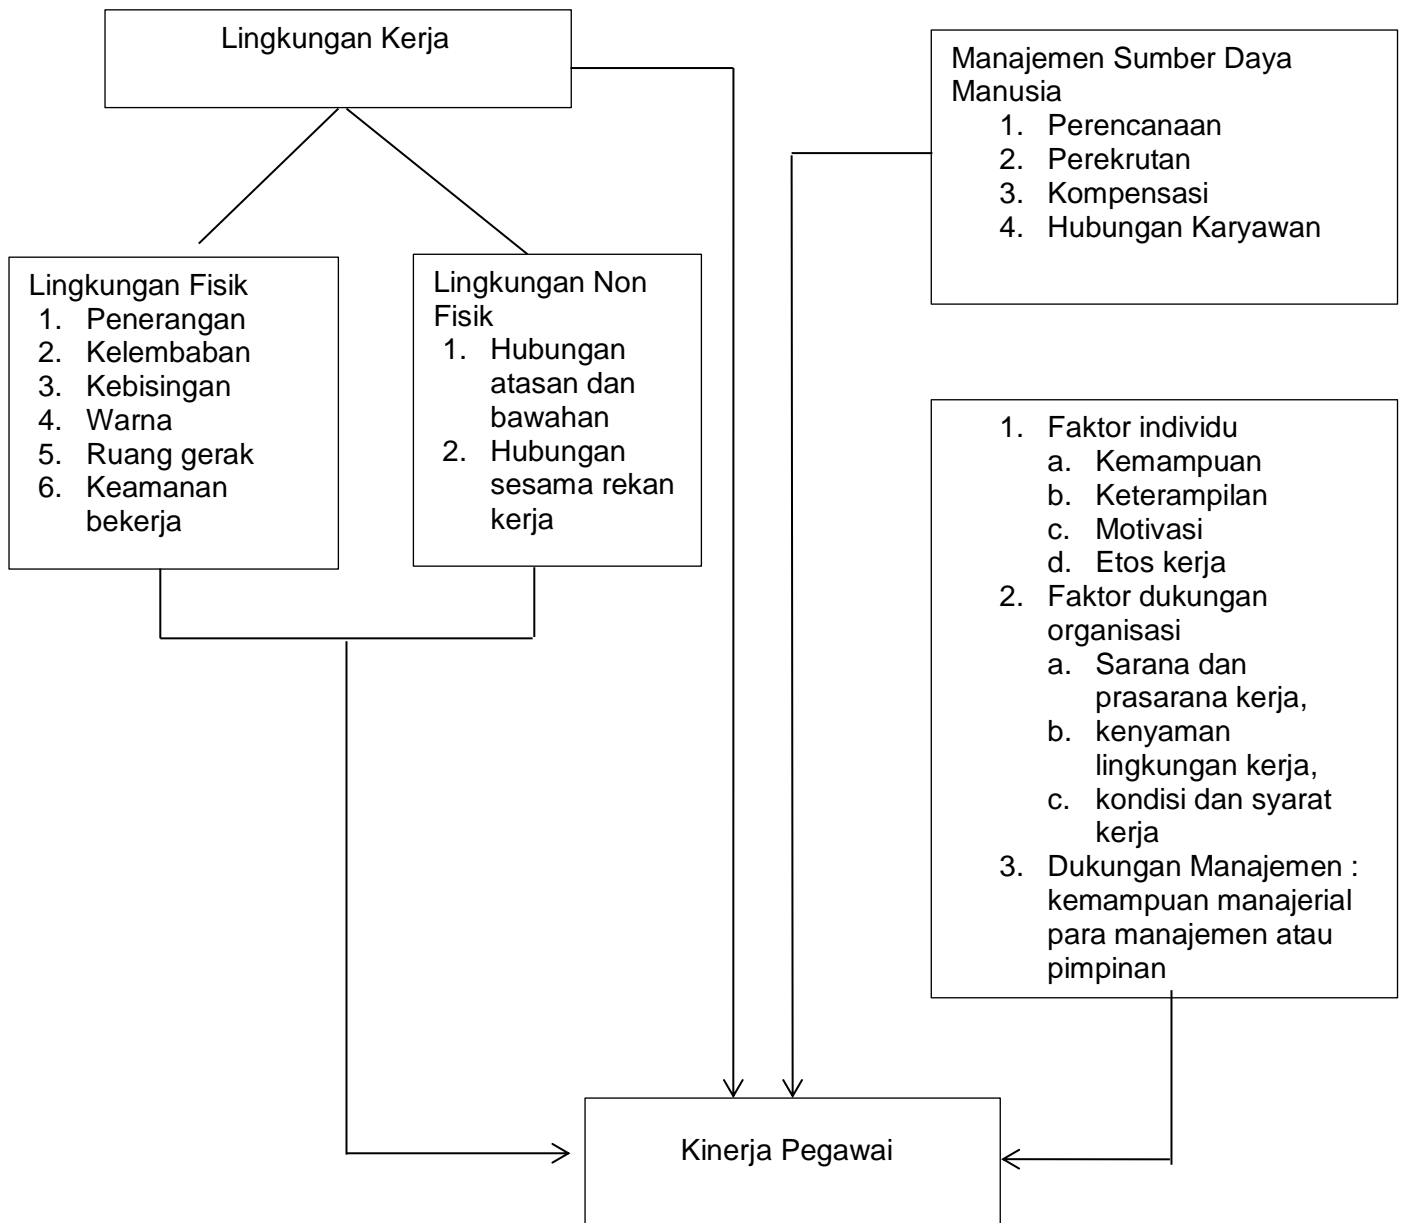 Lingkungan Kerja
Lingkungan Fisik
1. Penerangan
2. Kelembaban
3. Kebisingan
4. Warna
5. Ruang gerak
6. Keamanan
bekerja
Lingkungan Non
Fisik
1. Hubungan
atasan dan
bawahan
2. Hubungan
sesama rekan
kerja
Manajemen Sumber Daya
Manusia
1. Perencanaan
2. Perekrutan
3. Kompensasi
4. Hubungan Karyawan
1. Faktor individu
a. Kemampuan
b. Keterampilan
c. Motivasi
d. Etos kerja
2. Faktor dukungan
organisasi
a. Sarana dan
prasarana kerja,
b. kenyaman
lingkungan kerja,
c. kondisi dan syarat
kerja
3. Dukungan Manajemen :
kemampuan manajerial
para manajemen atau
pimpinan
Kinerja Pegawai